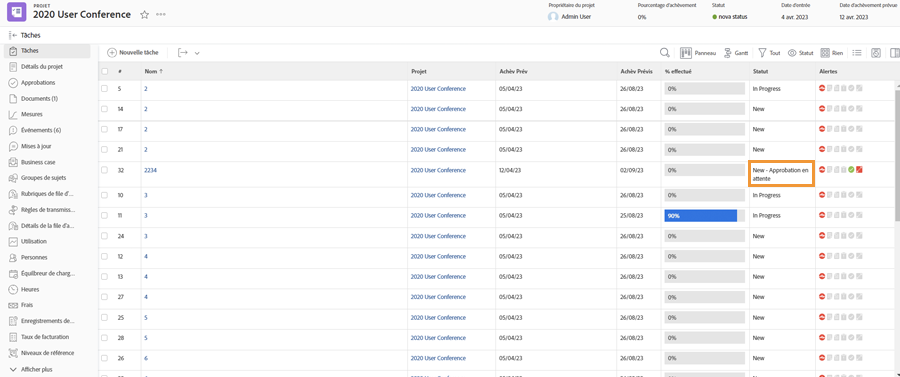 PROJET
2020 User Conference
Propriétaire du projet
Admin User
Pourcentage d'achèvement
0%
Statut
nova status
Date d'entrée
4 avr. 2023
Date d'achèvement prévue
12 avr. 2023
Tâches
Tâches
Détails du projet
Approbations
Documents (1)
Mesures
Événements (6)
Mises à jour
Business case
Groupes de sujets
Rubriques de file d'...
Règles de transmiss...
Détails de la file d'a...
Utilisation
Personnes
Équilibreur de charg...
Heures
Frais
Enregistrements de...
Taux de facturation
Niveaux de référence
Afficher plus
Nouvelle tâche
Panneau
Gantt
Tout
Statut
Rien
# Nom Projet Achèv Prév Achèv Prévis % effectué Statut Alertes
5 2 2020 User Conference 05/04/23 26/08/23 0% In Progress
14 2 2020 User Conference 05/04/23 26/08/23 0% New
17 2 2020 User Conference 05/04/23 26/08/23 0% New
21 2 2020 User Conference 05/04/23 26/08/23 0% New
32 2234 2020 User Conference 12/04/23 02/09/23 0% New - Approbation en
attente
10 3 2020 User Conference 05/04/23 26/08/23 0% In Progress
11 3 2020 User Conference 05/04/23 25/08/23 90% In Progress
24 3 2020 User Conference 05/04/23 26/08/23 0% New
12 4 2020 User Conference 05/04/23 26/08/23 0% New
13 4 2020 User Conference 05/04/23 26/08/23 0% New
27 4 2020 User Conference 05/04/23 26/08/23 0% New
25 5 2020 User Conference 05/04/23 26/08/23 0% New
28 5 2020 User Conference 05/04/23 26/08/23 0% New
26 6 2020 User Conference 05/04/23 26/08/23 0% New